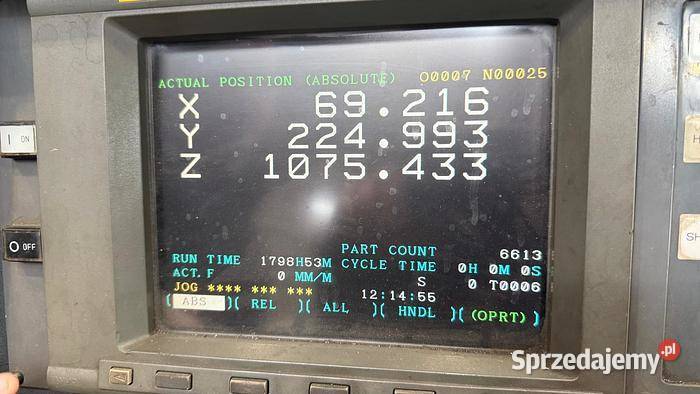 ACTUAL POSITION (ABSOLUTE) O0007 N00025
X 69.216
Y 224.993
Z 1075.433
PART COUNT 6613
RUN TIME 1798H53M CYCLE TIME 0H 0M 0S
ACT.F 0 MM/M S 0 T0006
JOG **** *** *** 12:14:55
( ABS )( REL )( ALL )( HNDL )( (OPRT) )
I ON
O OFF
H
SH
Sprzedajemy.pl